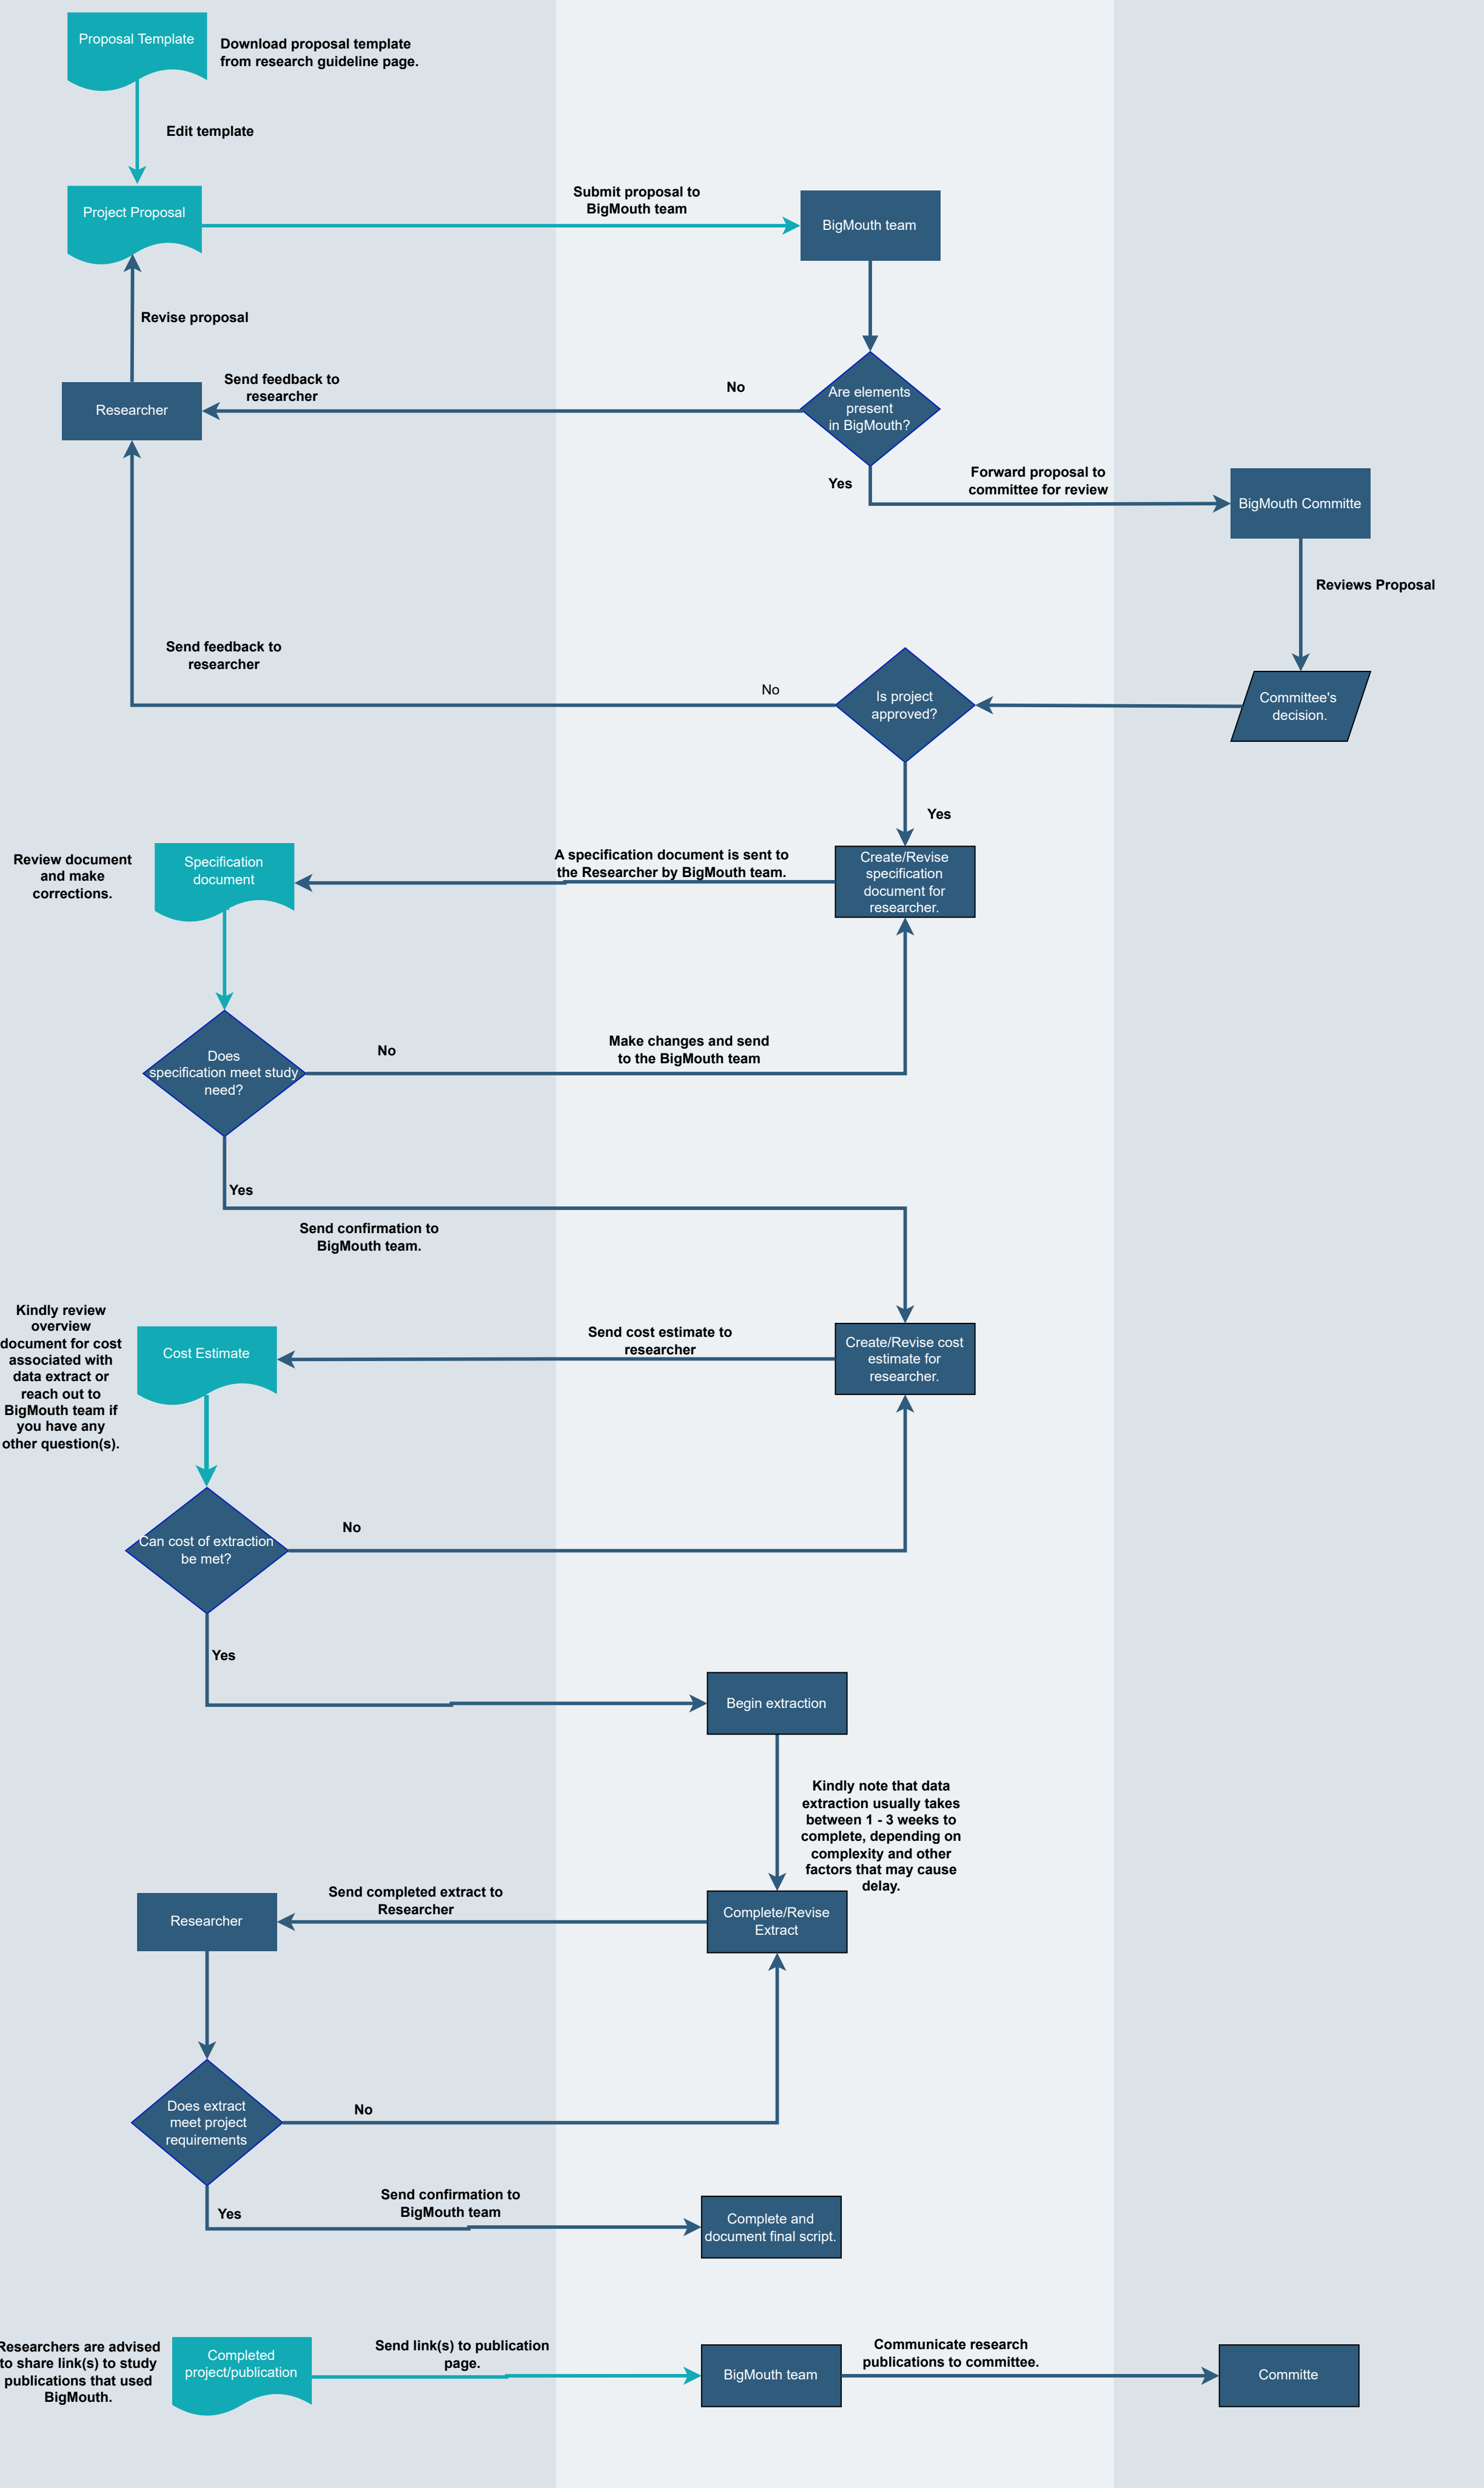 Proposal Template
Download proposal template
from research guideline page.
Edit template
Project Proposal
Submit proposal to
BigMouth team
BigMouth team
Revise proposal
Researcher
Send feedback to
researcher
No
Are elements
present
in BigMouth?
Yes
Forward proposal to
committee for review
BigMouth Committe
Reviews Proposal
Send feedback to
researcher
No
Is project
approved?
Committee's
decision.
Yes
Review document
and make
corrections.
Specification
document
A specification document is sent to
the Researcher by BigMouth team.
Create/Revise
specification
document for
researcher.
Does
specification meet study
need?
No
Make changes and send
to the BigMouth team
Yes
Send confirmation to
BigMouth team.
Kindly review
overview
document for cost
associated with
data extract or
reach out to
BigMouth team if
you have any
other question(s).
Cost Estimate
Send cost estimate to
researcher
Create/Revise cost
estimate for
researcher.
Can cost of extraction
be met?
No
Yes
Begin extraction
Kindly note that data
extraction usually takes
between 1 - 3 weeks to
complete, depending on
complexity and other
factors that may cause
delay.
Researcher
Send completed extract to
Researcher
Complete/Revise
Extract
Does extract
meet project
requirements
No
Yes
Send confirmation to
BigMouth team
Complete and
document final script.
Researchers are advised
to share link(s) to study
publications that used
BigMouth.
Completed
project/publication
Send link(s) to publication
page.
BigMouth team
Communicate research
publications to committee.
Committe